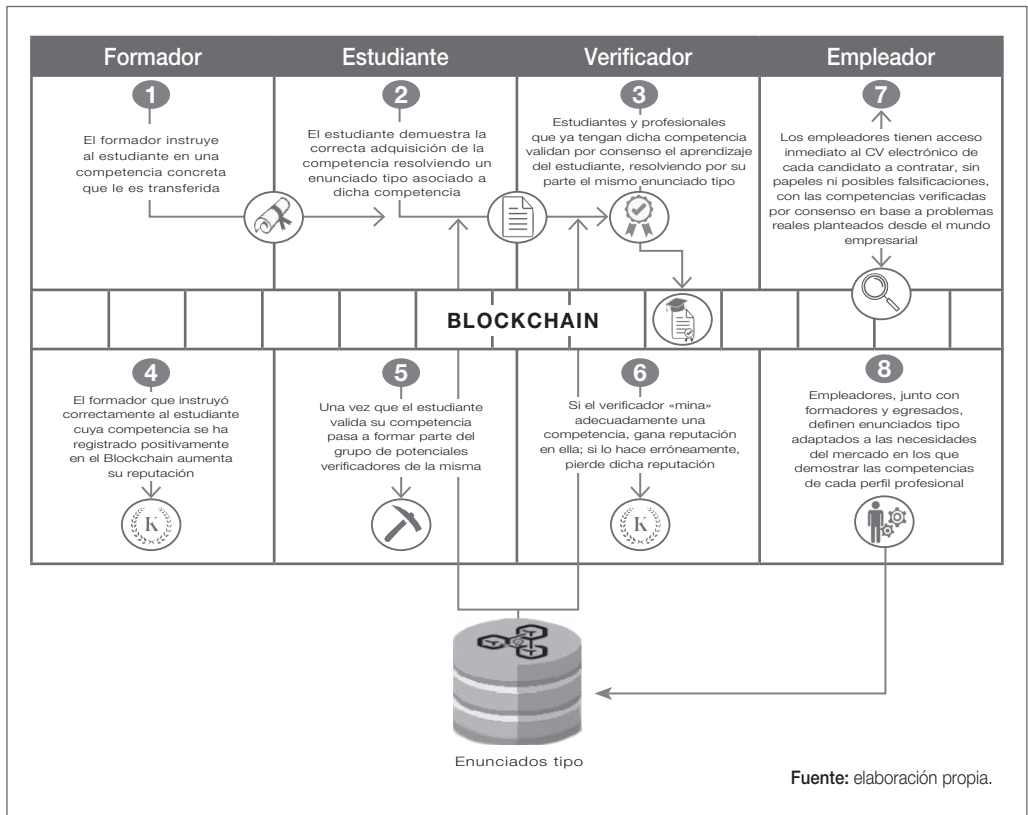 Formador
Estudiante
Verificador
Empleador
1
El formador instruye
al estudiante en una
competencia concreta
que le es transferida
2
El estudiante demuestra la
correcta adquisición de la
competencia resolviendo un
enunciado tipo asociado a
dicha competencia
3
Estudiantes y profesionales
que ya tengan dicha competencia
validan por consenso el aprendizaje
del estudiante, resolviendo por su
parte el mismo enunciado tipo
7
Los empleadores tienen acceso
inmediato al CV electrónico de
cada candidato a contratar, sin
papeles ni posibles falsificaciones,
con las competencias verificadas
por consenso en base a problemas
reales planteados desde el mundo
empresarial
BLOCKCHAIN
4
El formador que instruyó
correctamente al estudiante
cuya competencia se ha
registrado positivamente
en el Blockchain aumenta
su reputación
K
5
Una vez que el estudiante
valida su competencia
pasa a formar parte del
grupo de potenciales
verificadores de la misma
6
Si el verificador «mina»
adecuadamente una
competencia, gana reputación
en ella; si lo hace erróneamente,
pierde dicha reputación
K
8
Empleadores, junto con
formadores y egresados,
definen enunciados tipo
adaptados a las necesidades
del mercado en los que
demostrar las competencias
de cada perfil profesional
Enunciados tipo
Fuente: elaboración propia.